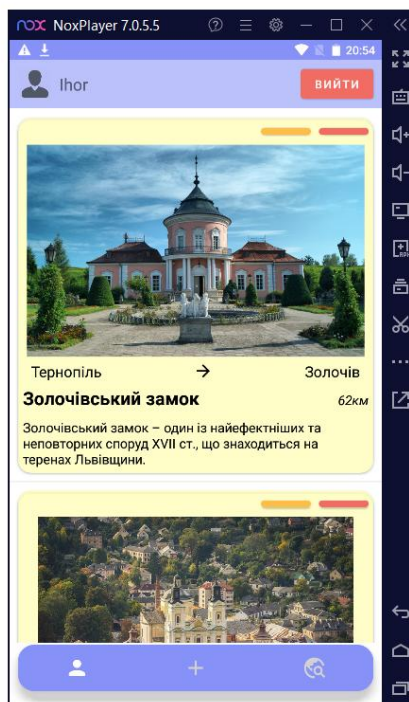 nox NoxPlayer 7.0.5.5
20:54
Ihor
ВИЙТИ
Тернопіль → Золочів
Золочівський замок 62км
Золочівський замок – один із найефектніших та
неповторних споруд XVII ст., що знаходиться на
теренах Львівщини.